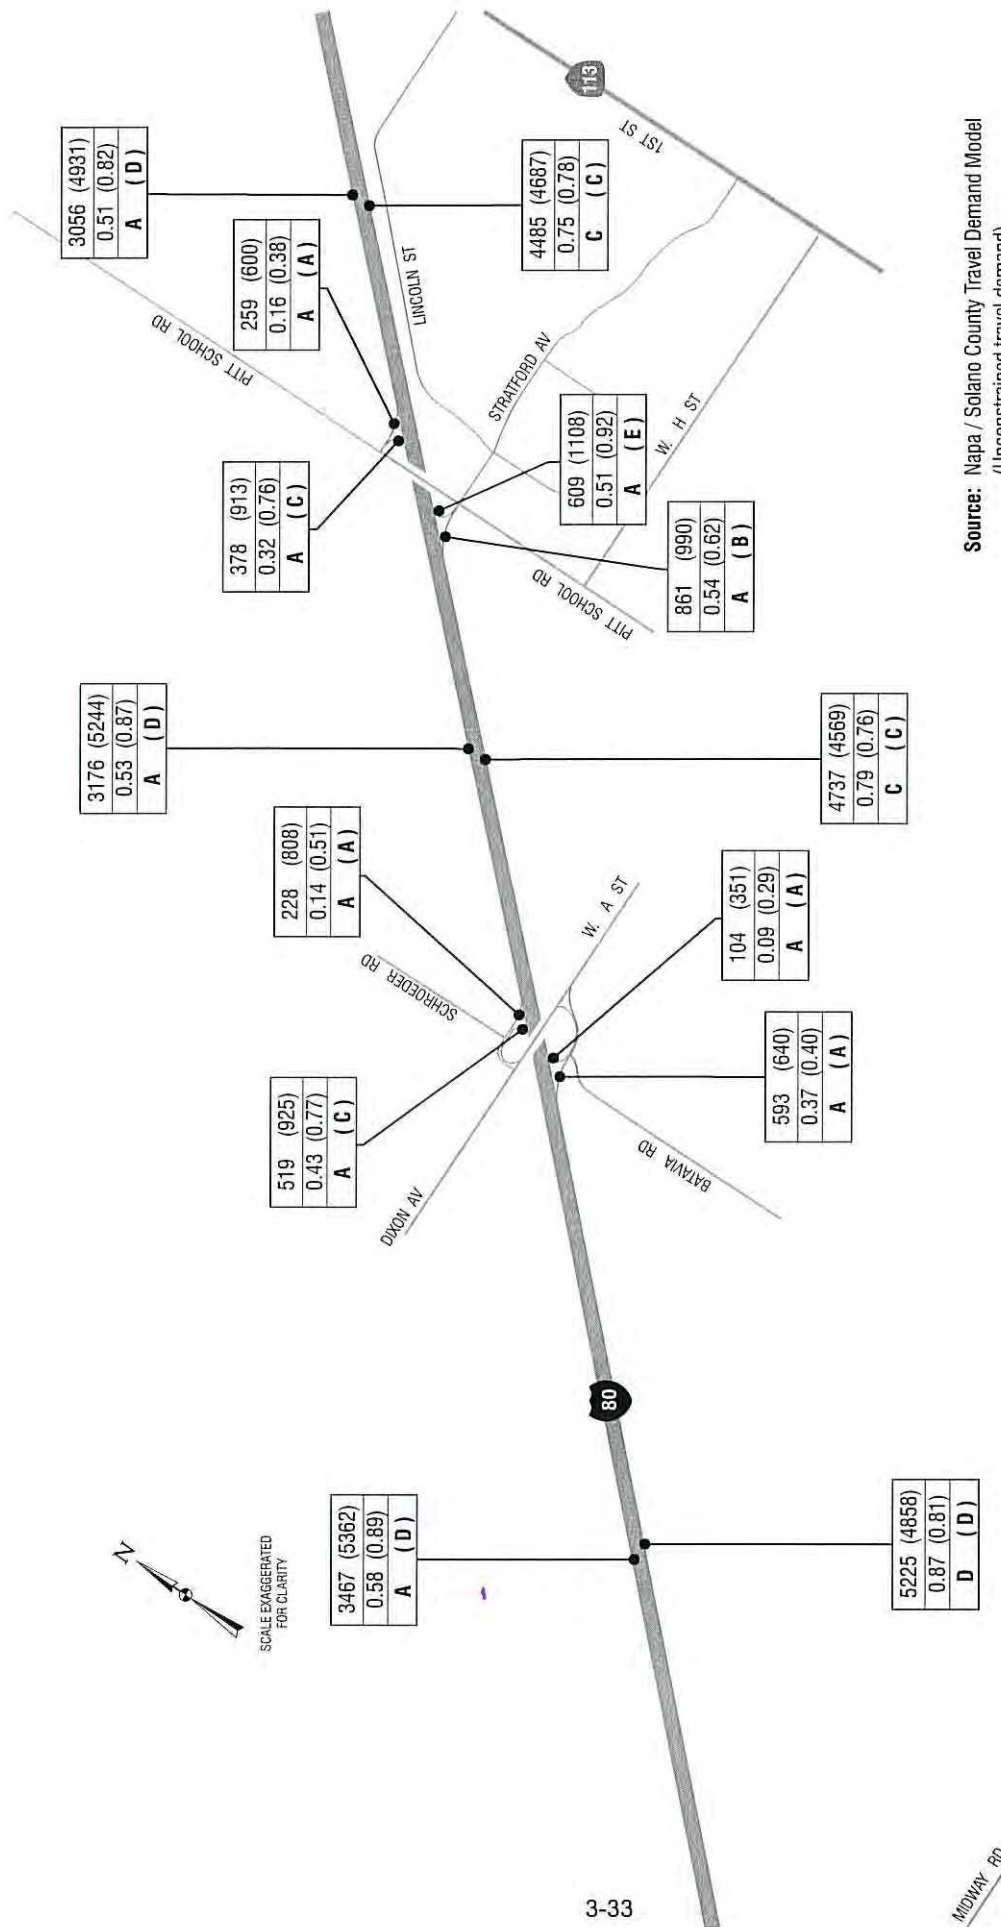 N
SCALE EXAGGERATED
FOR CLARITY
3467 (5362)
0.58 (0.89)
A (D)
5225 (4858)
0.87 (0.81)
D (D)
80
MIDWAY RD
DIXON AV
BATAVIA RD
SCHROEDER RD
W. A ST
519 (925)
0.43 (0.77)
A (C)
228 (808)
0.14 (0.51)
A (A)
593 (640)
0.37 (0.40)
A (A)
104 (351)
0.09 (0.29)
A (A)
3176 (5244)
0.53 (0.87)
A (D)
4737 (4569)
0.79 (0.76)
C (C)
PITT SCHOOL RD
378 (913)
0.32 (0.76)
A (C)
259 (600)
0.16 (0.38)
A (A)
861 (990)
0.54 (0.62)
A (B)
609 (1108)
0.51 (0.92)
A (E)
PITT SCHOOL RD
W. H ST
STRATFORD AV
LINCOLN ST
3056 (4931)
0.51 (0.82)
A (D)
4485 (4687)
0.75 (0.78)
C (C)
1ST ST
113
Source: Napa / Solano County Travel Demand Model
(Unconstrained travel demand)
3-33